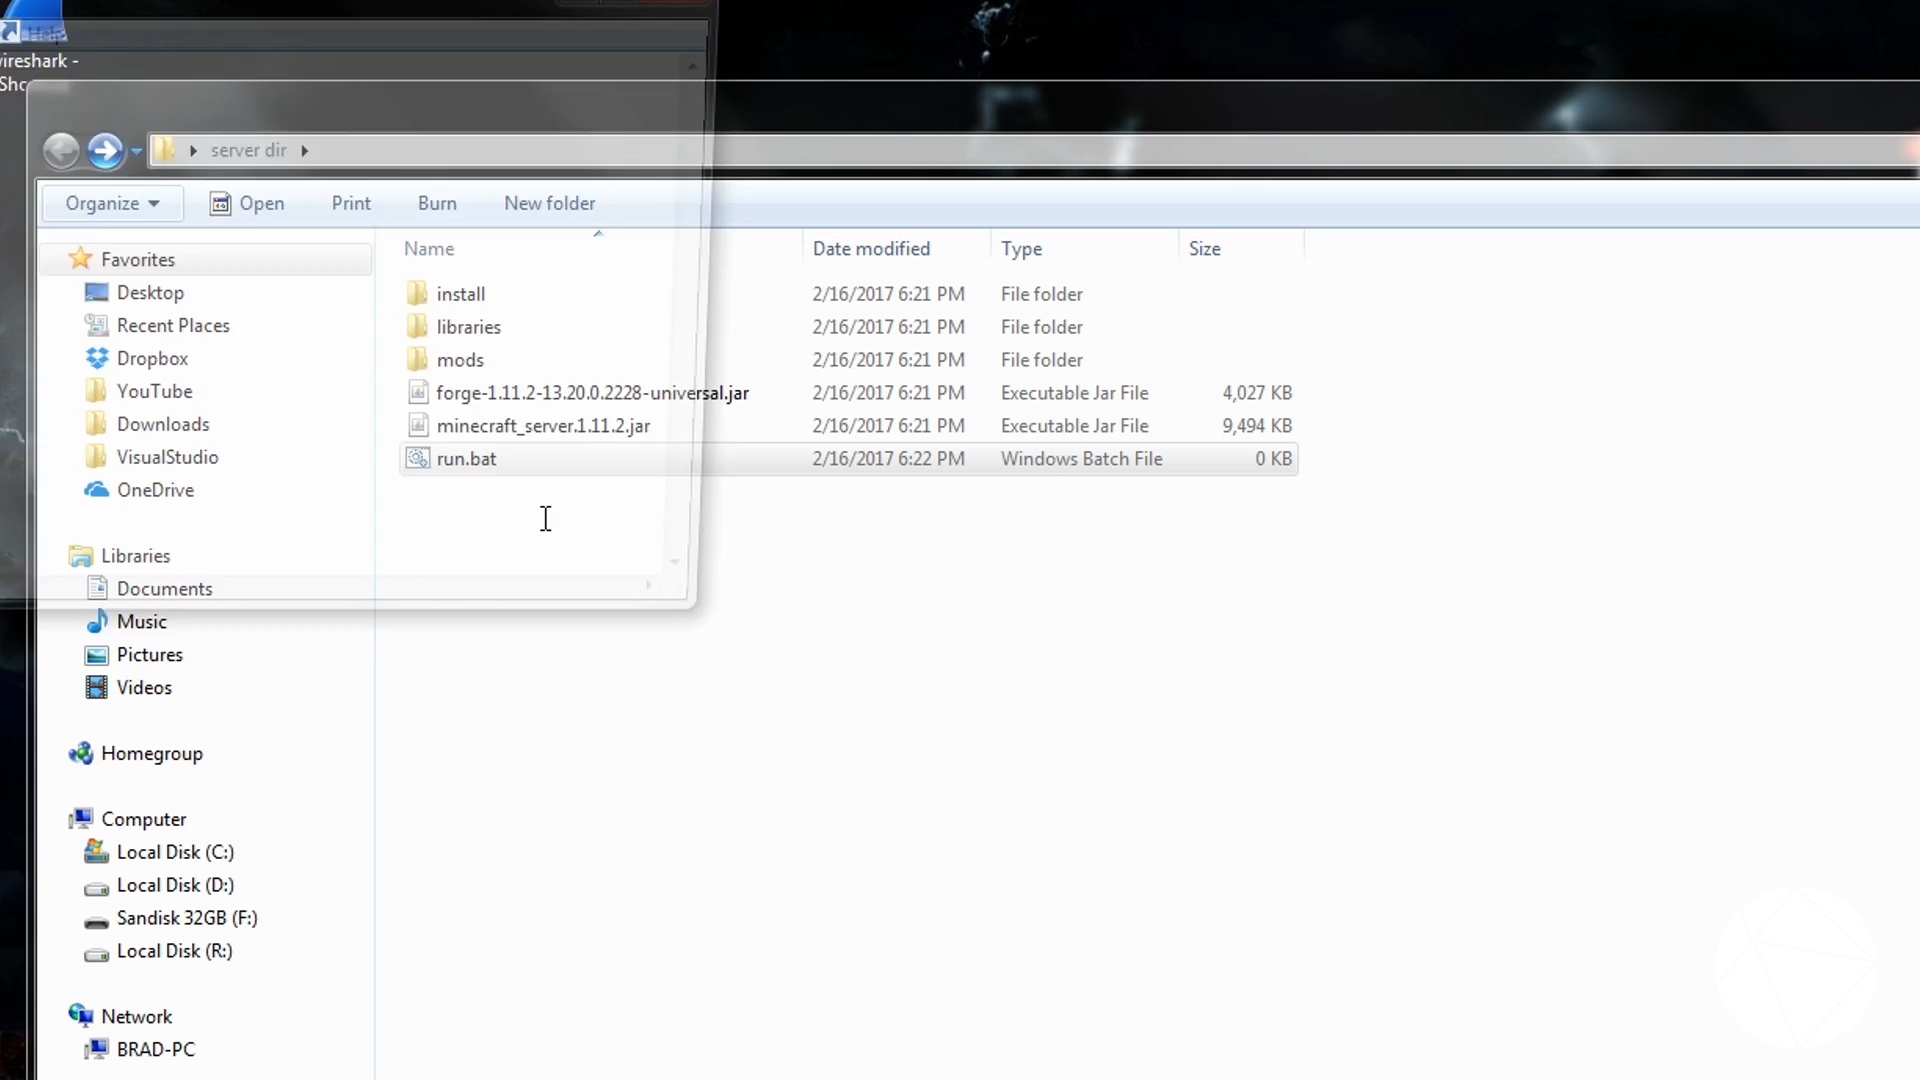 Help
ireshark -
Sho
server dir
Organize Open Print Burn New folder
Name Date modified Type Size
Favorites
Desktop
Recent Places
Dropbox
YouTube
Downloads
VisualStudio
OneDrive
Libraries
Documents
Music
Pictures
Videos
Homegroup
Computer
Local Disk (C:)
Local Disk (D:)
Sandisk 32GB (F:)
Local Disk (R:)
Network
BRAD-PC
install 2/16/2017 6:21 PM File folder
libraries 2/16/2017 6:21 PM File folder
mods 2/16/2017 6:21 PM File folder
forge-1.11.2-13.20.0.2228-universal.jar 2/16/2017 6:21 PM Executable Jar File 4,027 KB
minecraft_server.1.11.2.jar 2/16/2017 6:21 PM Executable Jar File 9,494 KB
run.bat 2/16/2017 6:22 PM Windows Batch File 0 KB